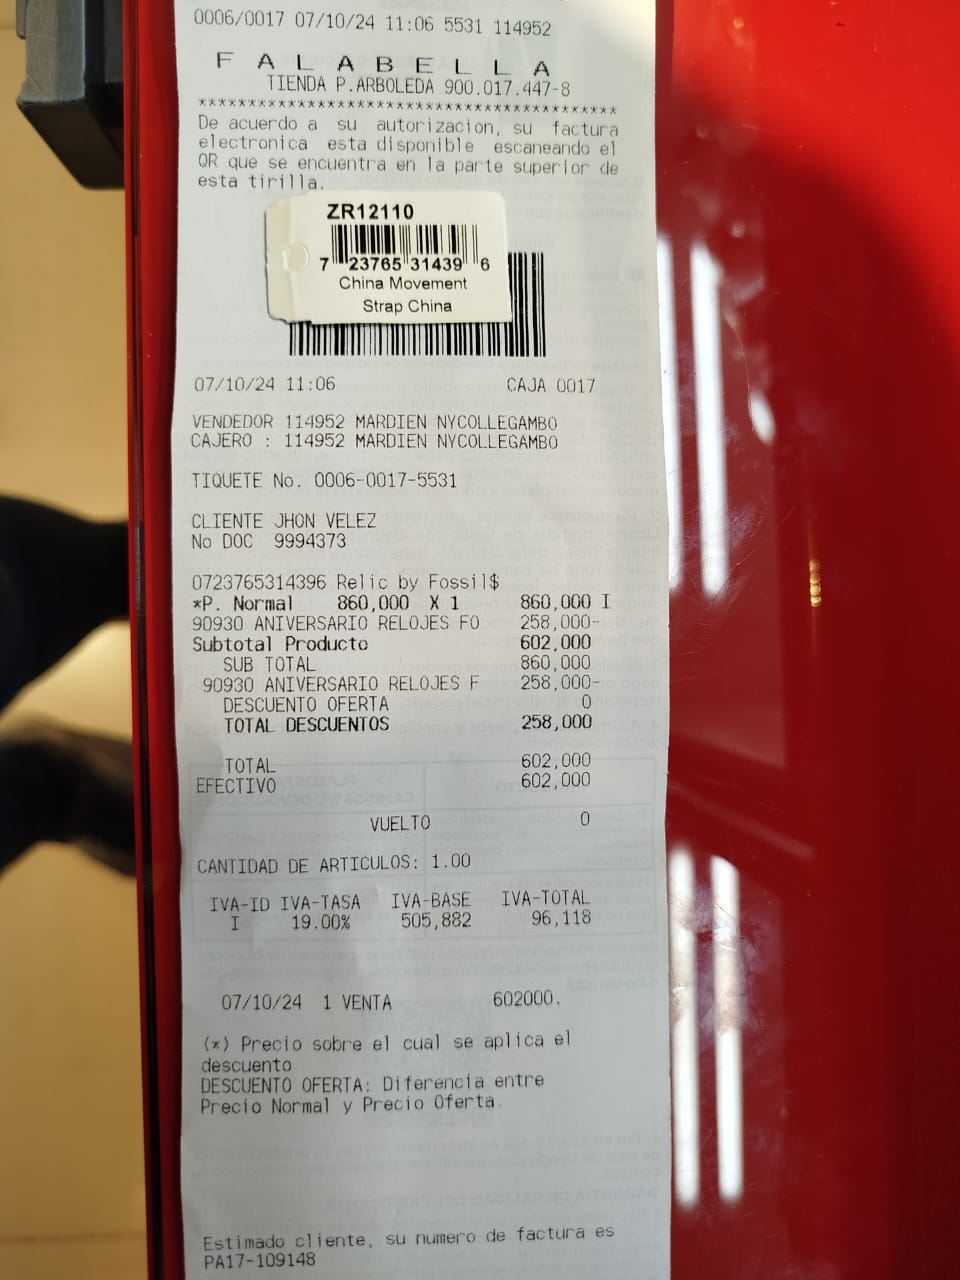 0006/0017 07/10/24 11:06 5531 114952
F A L A B E L L A
TIENDA P.ARBOLEDA 900.017.447-8
******************************************
De acuerdo a su autorizacion, su factura
electronica esta disponible escaneando el
QR que se encuentra en la parte superior de
esta tirilla.
ZR12110
7 23765 31439 6
China Movement
Strap China
07/10/24 11:06 CAJA 0017
VENDEDOR 114952 MARDIEN NYCOLLEGAMBO
CAJERO : 114952 MARDIEN NYCOLLEGAMBO
TIQUETE No. 0006-0017-5531
CLIENTE JHON VELEZ
No DOC 9994373
0723765314396 Relic by Fossil$
*P. Normal 860,000 X 1 860,000 I
90930 ANIVERSARIO RELOJES FO 258,000-
Subtotal Producto 602,000
SUB TOTAL 860,000
90930 ANIVERSARIO RELOJES F 258,000-
DESCUENTO OFERTA 0
TOTAL DESCUENTOS 258,000
TOTAL 602,000
EFECTIVO 602,000
VUELTO 0
CANTIDAD DE ARTICULOS: 1.00
IVA-ID IVA-TASA IVA-BASE IVA-TOTAL
I 19.00% 505,882 96,118
07/10/24 1 VENTA 602000.
(*) Precio sobre el cual se aplica el
descuento
DESCUENTO OFERTA: Diferencia entre
Precio Normal y Precio Oferta.
Estimado cliente, su numero de factura es
PA17-109148